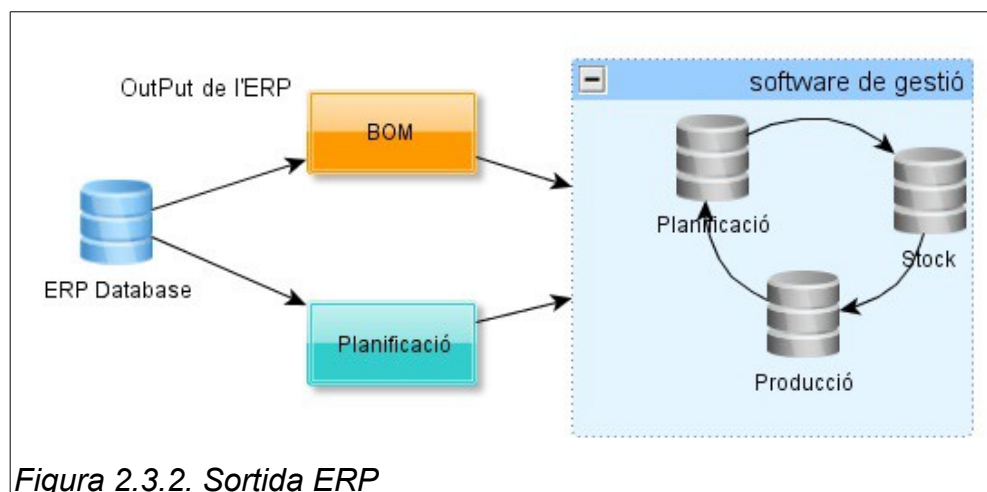 OutPut de l'ERP
BOM
ERP Database
Planificació
software de gestió
Planificació
Stock
Producció
Figura 2.3.2. Sortida ERP